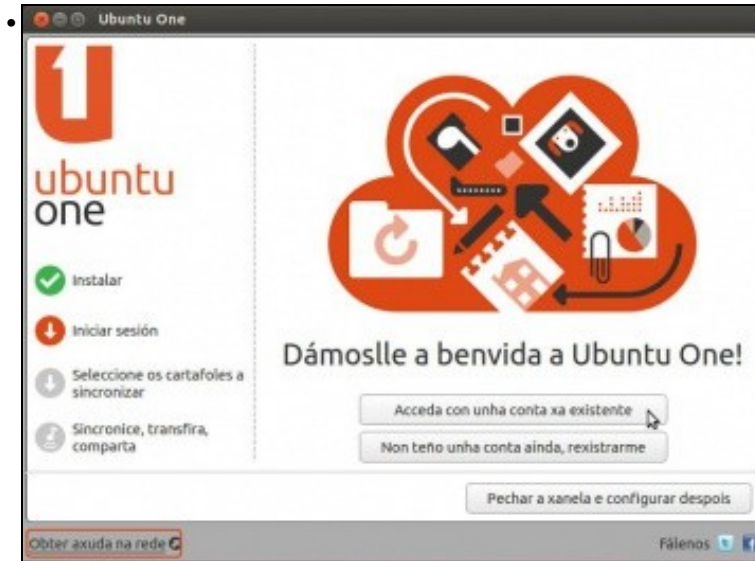 Ubuntu One
ubuntu
one
Instalar
Iniciar sesión
Seleccione os cartafoles a
sincronizar
Sincronice, transfira,
comparta
Dámoslle a benvida a Ubuntu One!
Acceda con unha conta xa existente
Non teño unha conta ainda, rexistrarme
Pechar a xanela e configurar despois
Obter axuda na rede
Fálenos